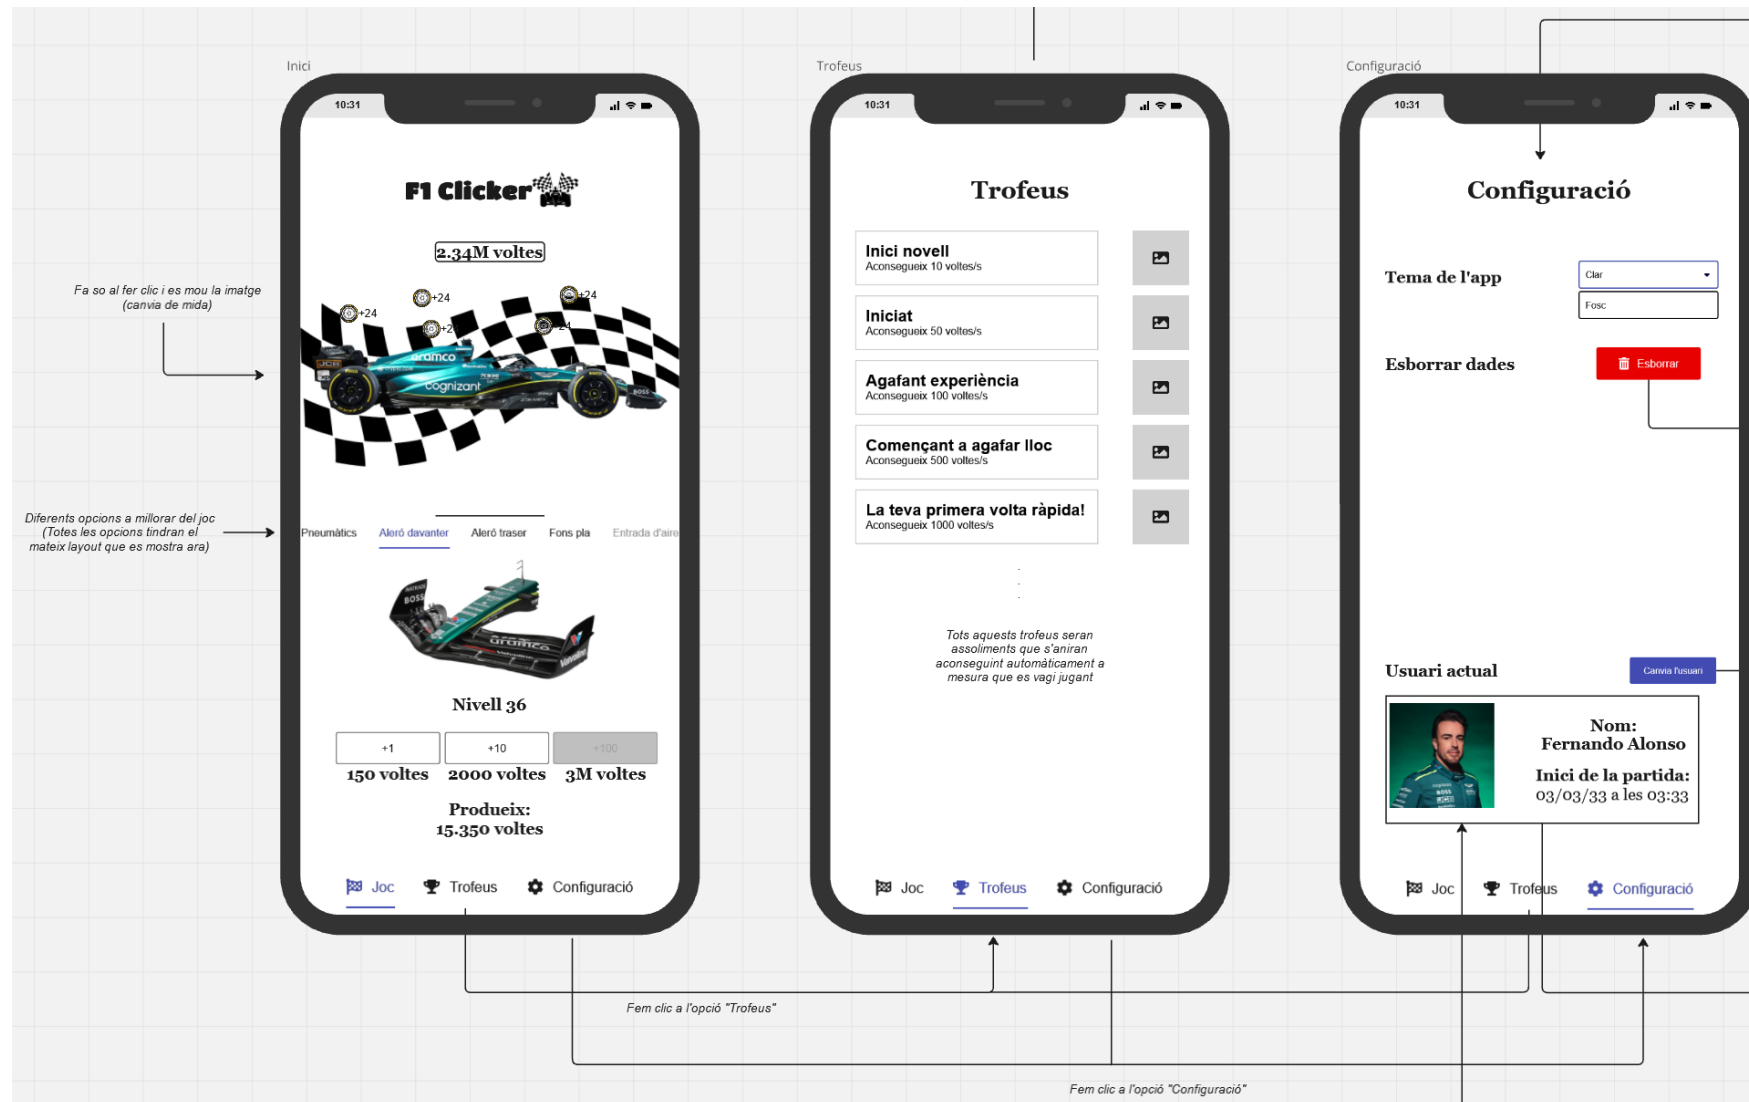 Inici
10:31
F1 Clicker
2.34M voltes
+24
+24
+24
+24
aramco
cognizant
BOSS
Fa so al fer clic i es mou la imatge
(canvia de mida)
Diferents opcions a millorar del joc
(Totes les opcions tindran el
mateix layout que es mostra ara)
Pneumàtics
Aleró davanter
Aleró traser
Fons pla
Entrada d'aire
BOSS
aramco
Valvoline
Nivell 36
+1
+10
+100
150 voltes
2000 voltes
3M voltes
Produeix:
15.350 voltes
Joc
Trofeus
Configuració
Trofeus
10:31
Trofeus
Inici novell
Aconsegueix 10 voltes/s
Iniciat
Aconsegueix 50 voltes/s
Agafant experiència
Aconsegueix 100 voltes/s
Començant a agafar lloc
Aconsegueix 500 voltes/s
La teva primera volta ràpida!
Aconsegueix 1000 voltes/s
.
.
.
Tots aquests trofeus seran
assoliments que s'aniran
aconseguint automàticament a
mesura que es vagi jugant
Joc
Trofeus
Configuració
Configuració
10:31
Configuració
Tema de l'app
Clar
Fosc
Esborrar dades
Esborrar
Usuari actual
Canvia l'usuari
Nom:
Fernando Alonso
Inici de la partida:
03/03/33 a les 03:33
Joc
Trofeus
Configuració
Fem clic a l'opció "Trofeus"
Fem clic a l'opció "Configuració"